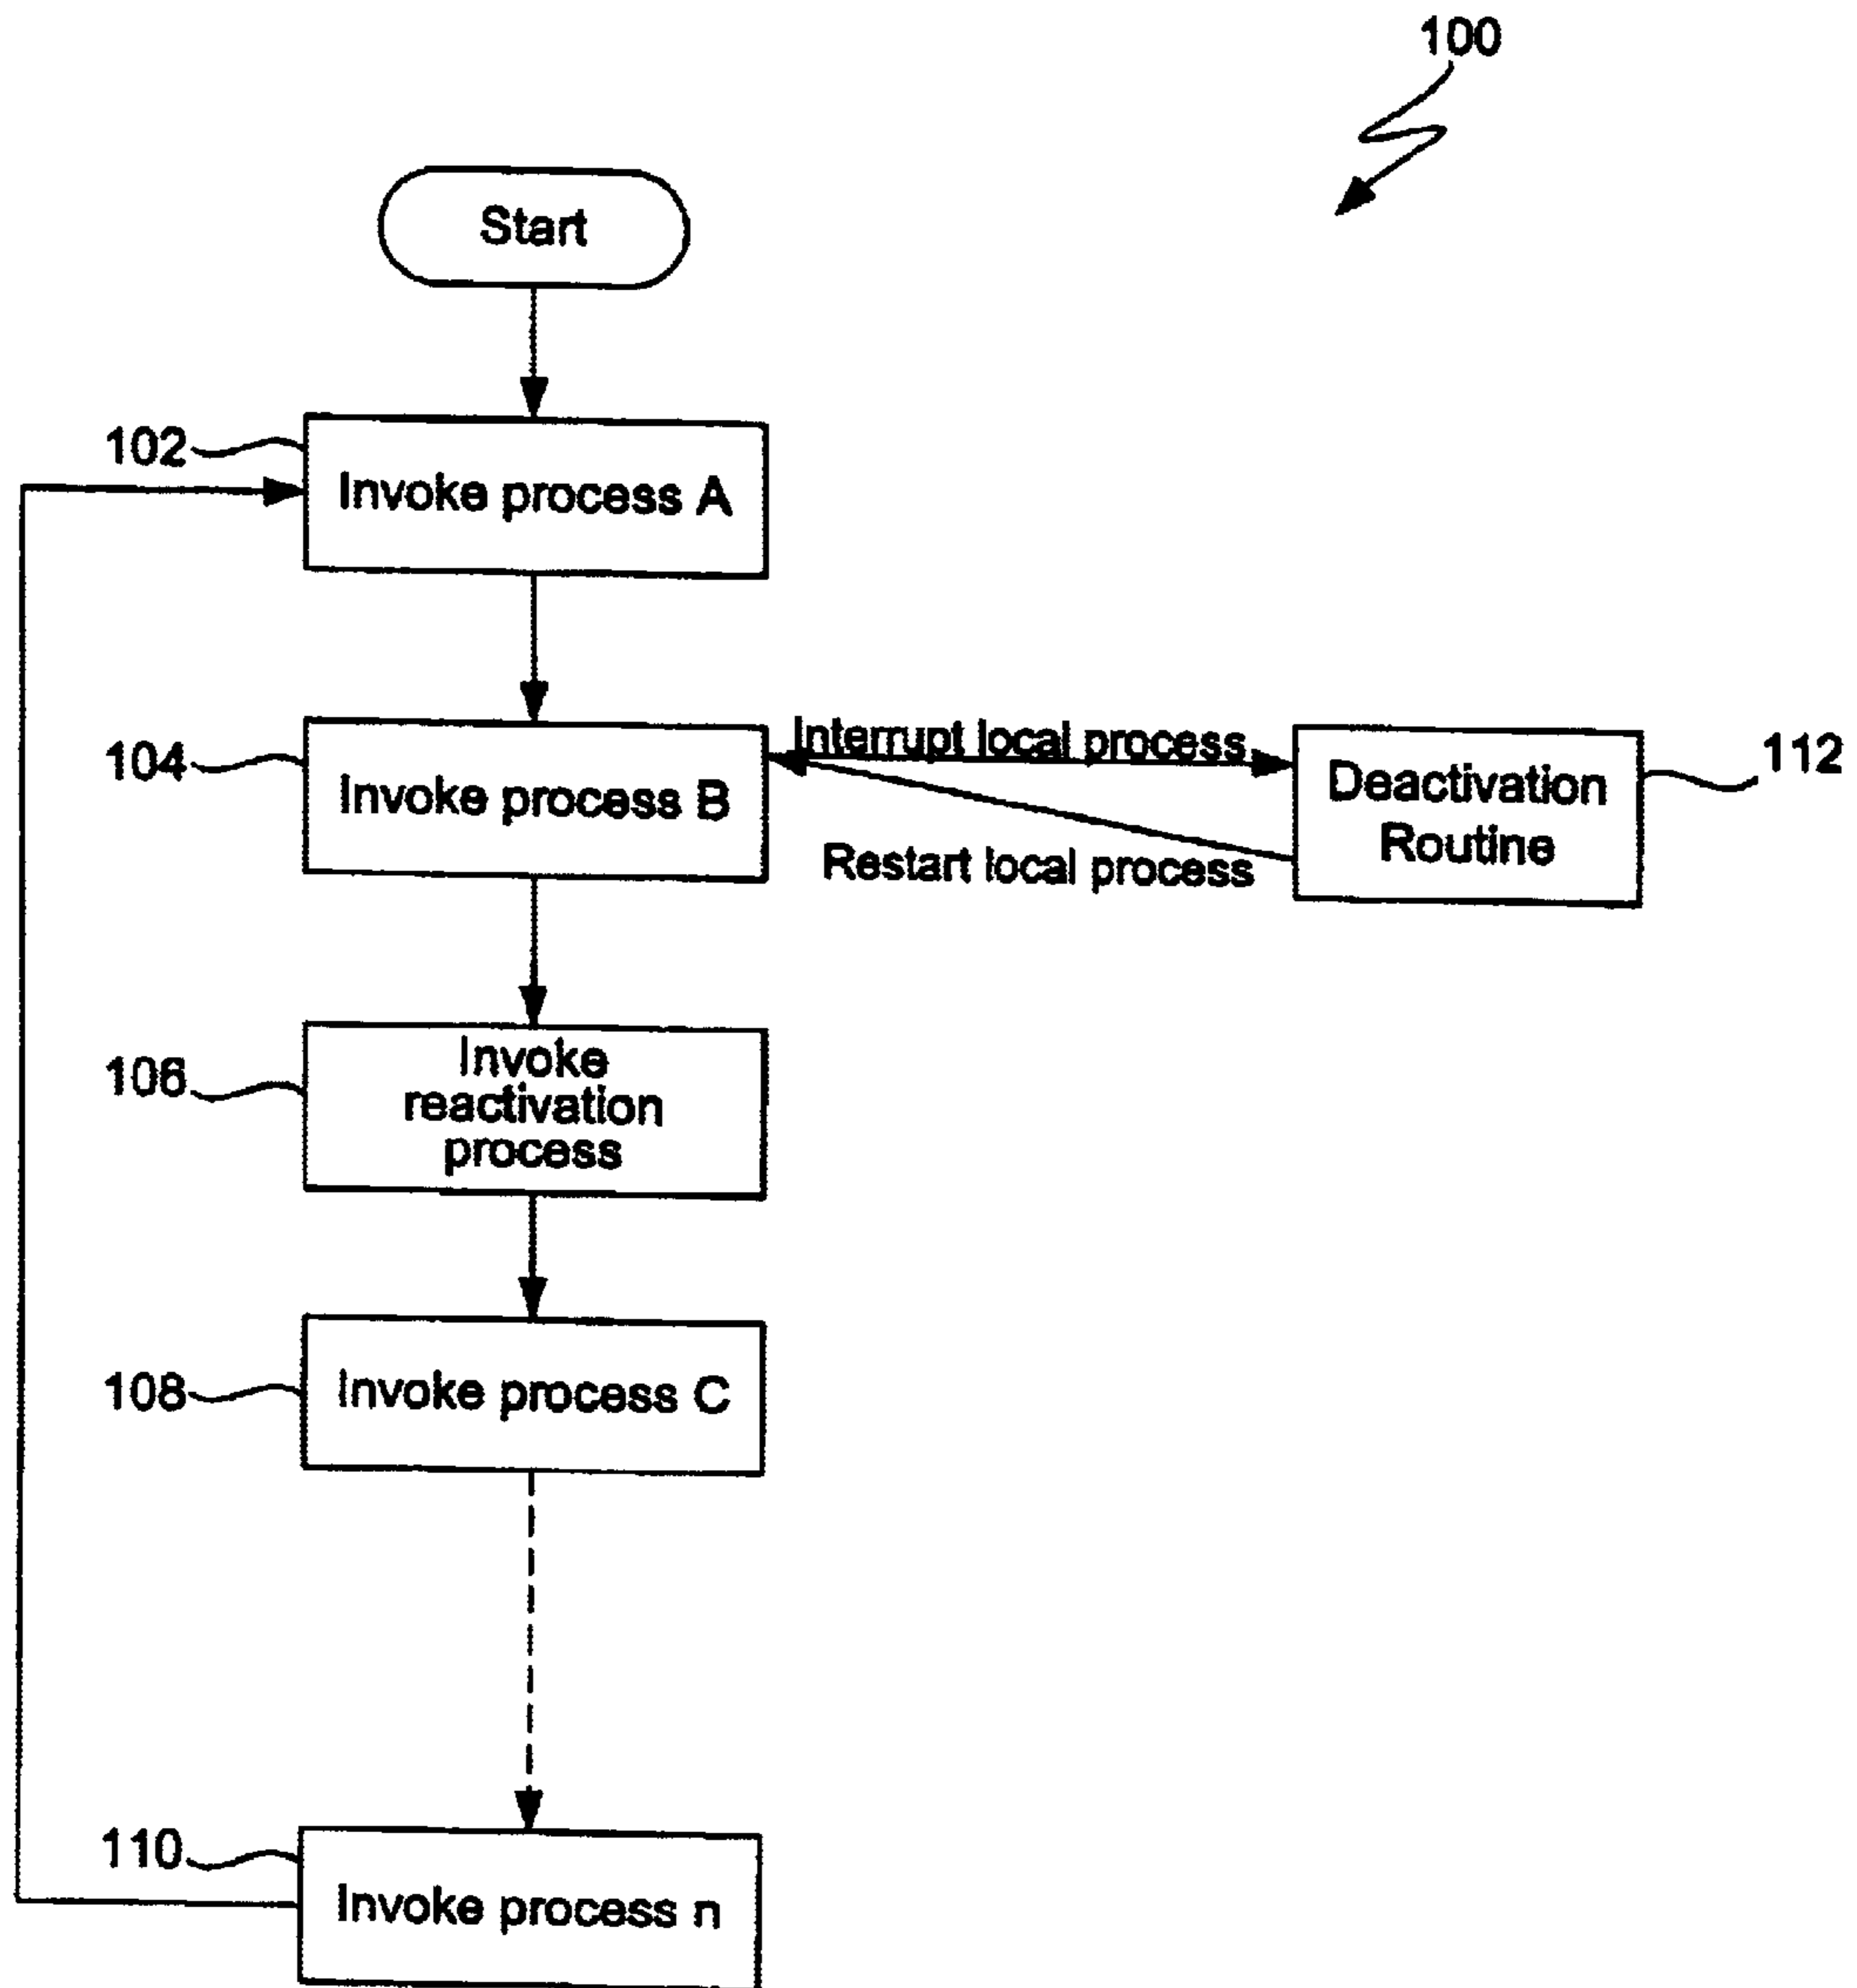 100
Start
102
Invoke process A
104
Invoke process B
Interrupt local process
Restart local process
Deactivation
Routine
112
106
Invoke
reactivation
process
108
Invoke process C
110
Invoke process n